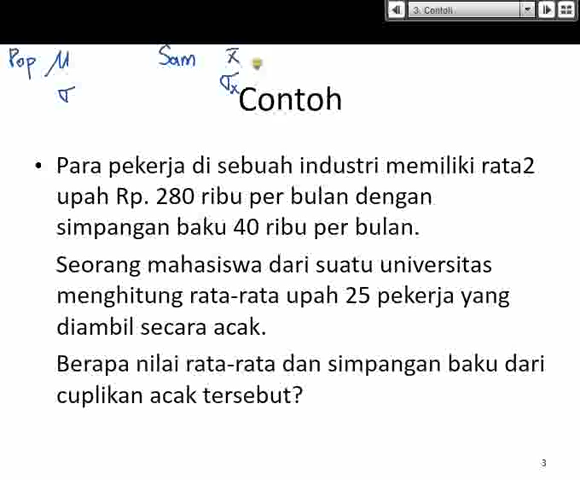 3. Contoh
Pop μ Sam x̄
σ σx
Contoh
• Para pekerja di sebuah industri memiliki rata2
upah Rp. 280 ribu per bulan dengan
simpangan baku 40 ribu per bulan.
Seorang mahasiswa dari suatu universitas
menghitung rata-rata upah 25 pekerja yang
diambil secara acak.
Berapa nilai rata-rata dan simpangan baku dari
cuplikan acak tersebut?
3